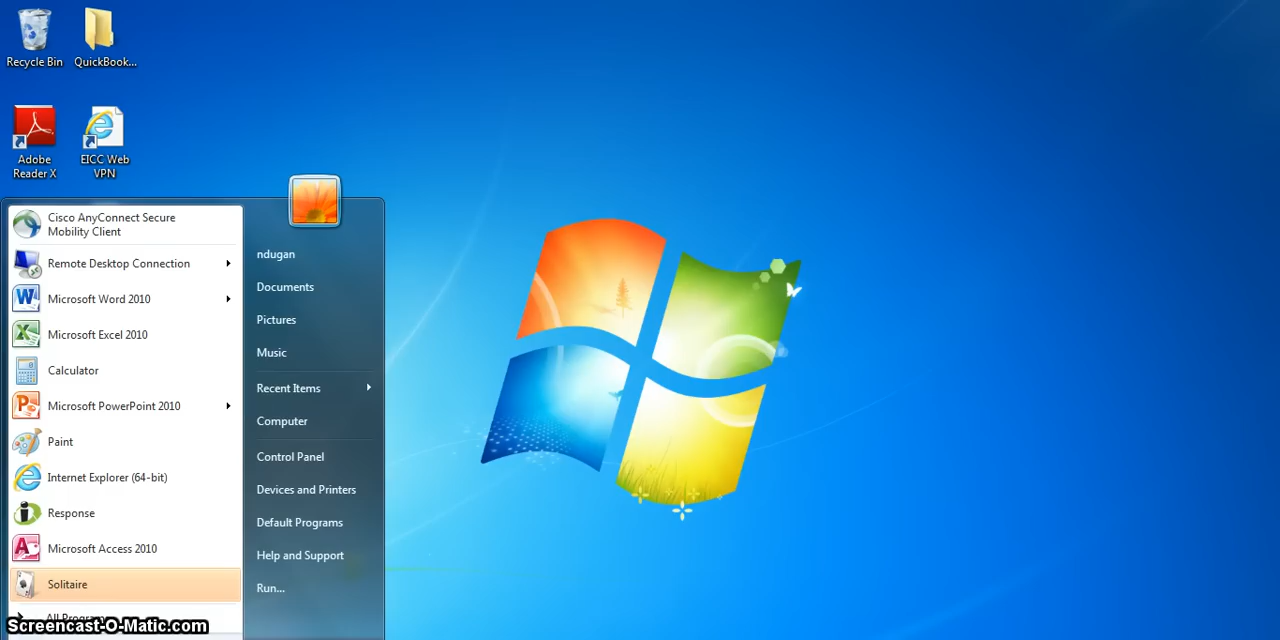 Recycle Bin
QuickBook...
Adobe
Reader X
EICC Web
VPN
Cisco AnyConnect Secure
Mobility Client
Remote Desktop Connection
Microsoft Word 2010
Microsoft Excel 2010
Calculator
Microsoft PowerPoint 2010
Paint
Internet Explorer (64-bit)
Response
Microsoft Access 2010
Solitaire
All
Screencast-O-Matic.com
ndugan
Documents
Pictures
Music
Recent Items
Computer
Control Panel
Devices and Printers
Default Programs
Help and Support
Run...